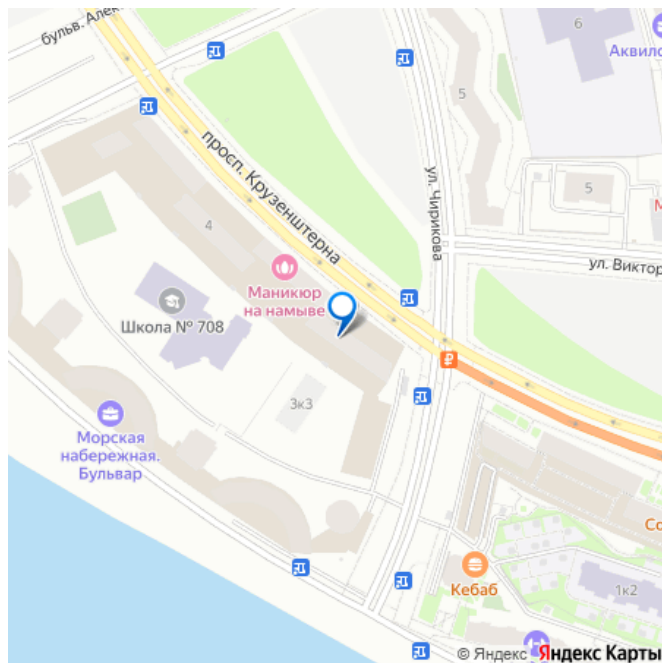 бульв. Алек
6
Аквило
5
просп. Крузенштерна
ул. Чирикова
5
М
4
ул. Виктор
Маникюр
на намыве
Школа № 708
₽
3к3
Морская
набережная.
Бульвар
Со
Кебаб
1к2
© Яндекс Яндекс Карты